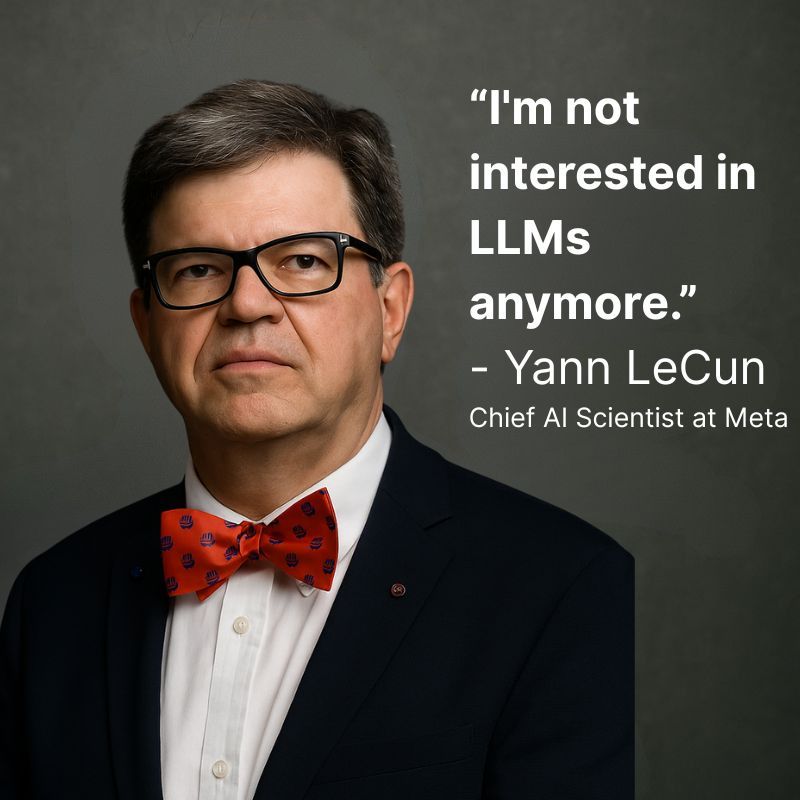 “I'm not
interested in
LLMs
anymore.”
- Yann LeCun
Chief AI Scientist at Meta